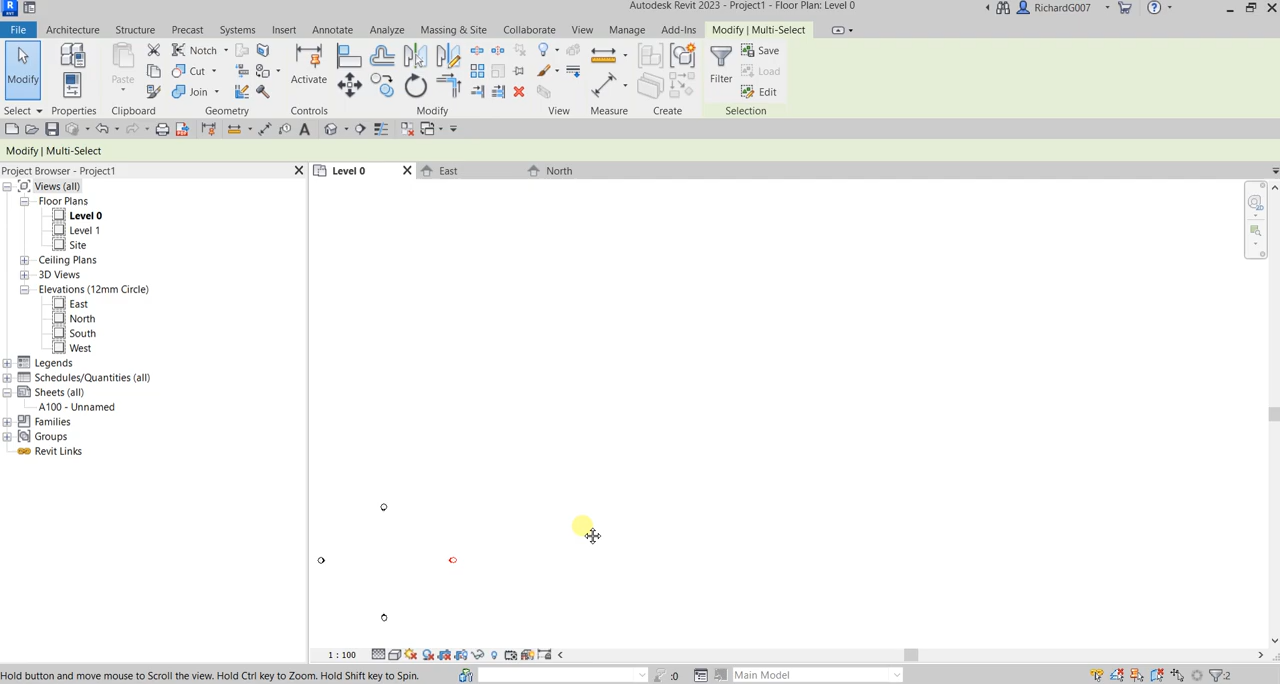 Autodesk Revit 2023 - Project1 - Floor Plan: Level 0
RichardG007
File Architecture Structure Precast Systems Insert Annotate Analyze Massing & Site Collaborate View Manage Add-Ins Modify | Multi-Select
Modify
Paste
Notch
Cut
Join
Activate
Filter
Save
Load
Edit
Select Properties Clipboard Geometry Controls Modify View Measure Create Selection
Modify | Multi-Select
Project Browser - Project1
Level 0
East
North
Views (all)
Floor Plans
Level 0
Level 1
Site
Ceiling Plans
3D Views
Elevations (12mm Circle)
East
North
South
West
Legends
Schedules/Quantities (all)
Sheets (all)
A100 - Unnamed
Families
Groups
Revit Links
1 : 100
Hold button and move mouse to Scroll the view. Hold Ctrl key to Zoom. Hold Shift key to Spin.
:0
Main Model
:2